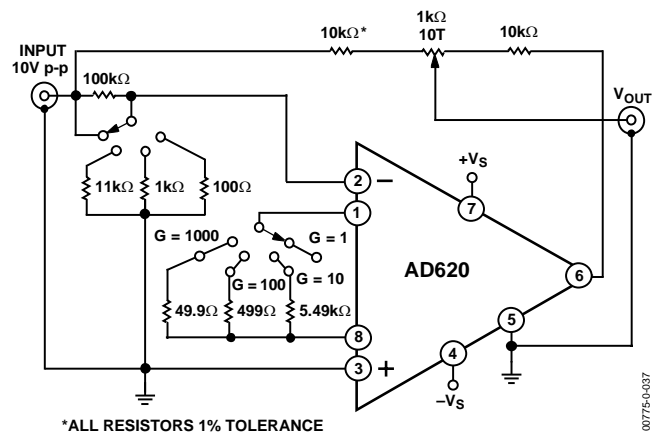 INPUT
10V p-p
100kΩ
10kΩ*
1kΩ
10T
10kΩ
VOUT
11kΩ
1kΩ
100Ω
+VS
2
–
1
7
G = 1000
G = 1
G = 100
G = 10
AD620
6
49.9Ω
499Ω
5.49kΩ
8
5
3
+
4
–VS
*ALL RESISTORS 1% TOLERANCE
00775-0-037